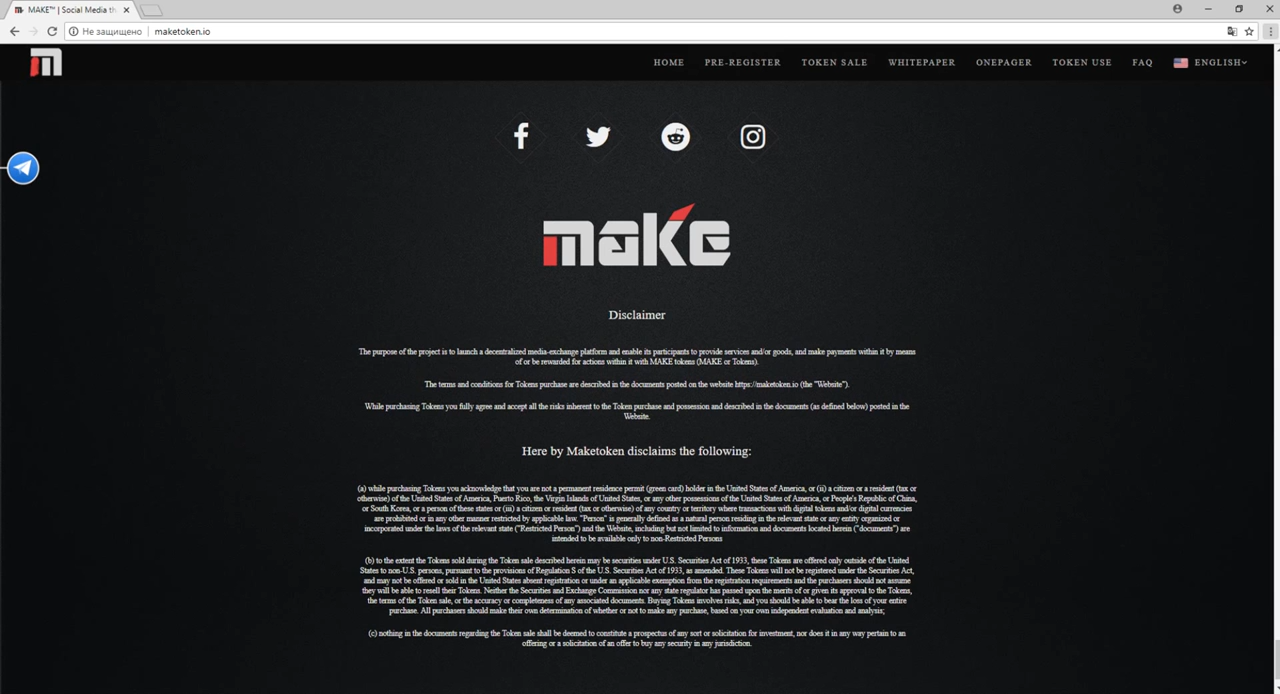 MAKE™ | Social Media th
Не защищено
maketoken.io
HOME PRE-REGISTER TOKEN SALE WHITEPAPER ONEPAGER TOKEN USE FAQ ENGLISH
make
Disclaimer
The purpose of the project is to launch a decentralized media-exchange platform and enable its participants to provide services and/or goods, and make payments within it by means
of or be rewarded for actions within it with MAKE tokens (MAKE or Tokens).
The terms and conditions for Tokens purchase are described in the documents posted on the website https://maketoken.io (the "Website").
While purchasing Tokens you fully agree and accept all the risks inherent to the Token purchase and possession and described in the documents (as defined below) posted in the
Website.
Here by Maketoken disclaims the following:
(a) while purchasing Tokens you acknowledge that you are not a permanent residence permit (green card) holder in the United States of America, or (ii) a citizen or a resident (tax or
otherwise) of the United States of America, Puerto Rico, the Virgin Islands of United States, or any other possessions of the United States of America, or People's Republic of China,
or South Korea, or a person of these states or (iii) a citizen or resident (tax or otherwise) of any country or territory where transactions with digital tokens and/or digital currencies
are prohibited or in any other manner restricted by applicable law. "Person" is generally defined as a natural person residing in the relevant state or any entity organized or
incorporated under the laws of the relevant state ("Restricted Person") and the Website, including but not limited to information and documents located herein ("documents") are
intended to be available only to non-Restricted Persons
(b) to the extent the Tokens sold during the Token sale described herein may be securities under U.S. Securities Act of 1933, these Tokens are offered only outside of the United
States to non-U.S. persons, pursuant to the provisions of Regulation S of the U.S. Securities Act of 1933, as amended. These Tokens will not be registered under the Securities Act,
and may not be offered or sold in the United States absent registration or under an applicable exemption from the registration requirements and the purchasers should not assume
they will be able to resell their Tokens. Neither the Securities and Exchange Commission nor any state regulator has passed upon the merits of or given its approval to the Tokens,
the terms of the Token sale, or the accuracy or completeness of any associated documents. Buying Tokens involves risks, and you should be able to bear the loss of your entire
purchase. All purchasers should make their own determination of whether or not to make any purchase, based on your own independent evaluation and analysis;
(c) nothing in the documents regarding the Token sale shall be deemed to constitute a prospectus of any sort or solicitation for investment, nor does it in any way pertain to an
offering or a solicitation of an offer to buy any security in any jurisdiction.